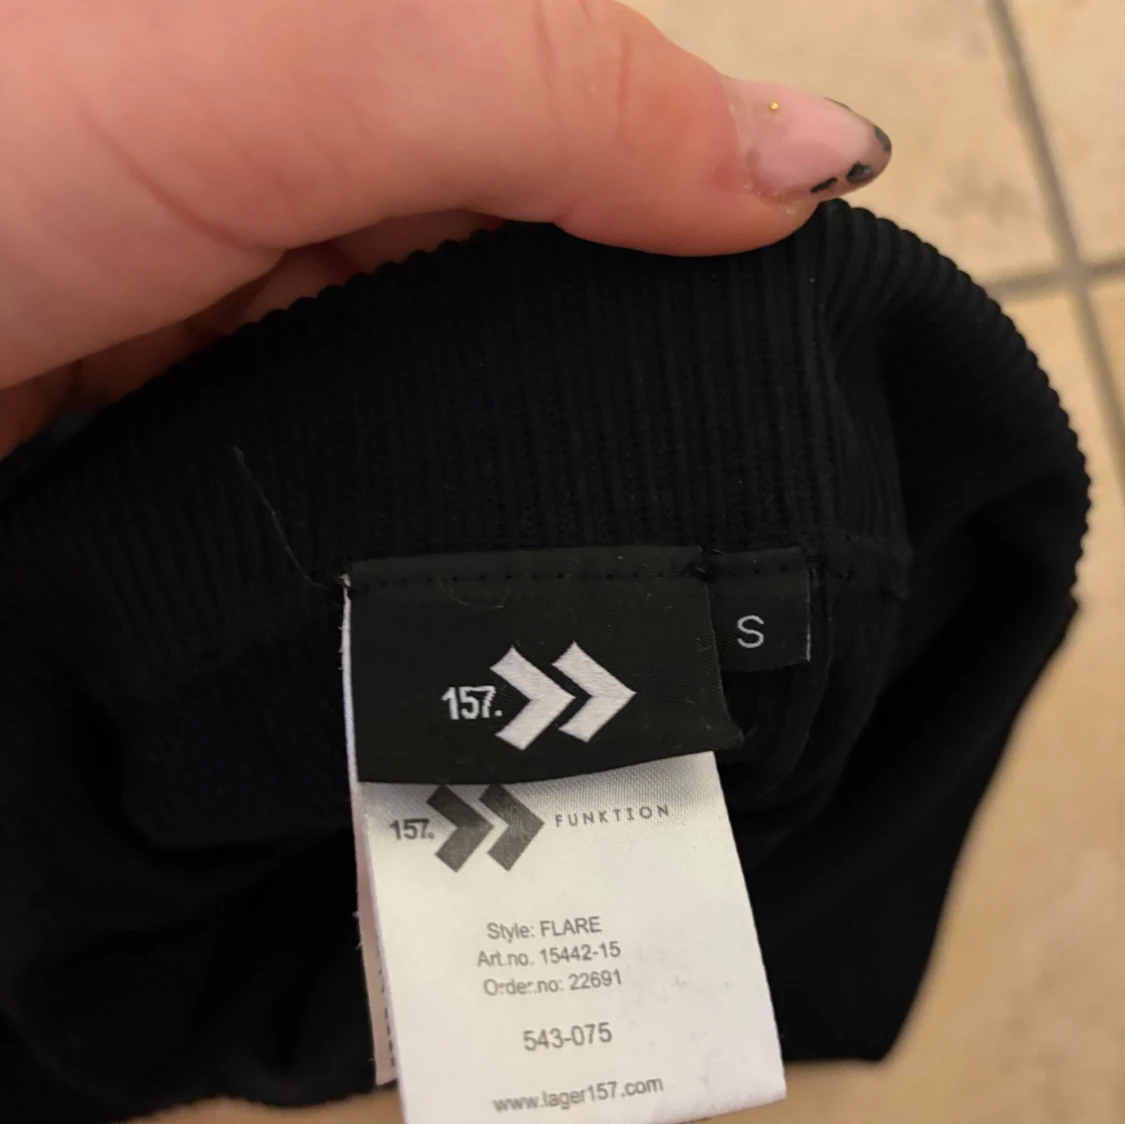 157.
S
157.
FUNKTION
Style: FLARE
Art.no. 15442-15
Order.no: 22691
543-075
www.lager157.com